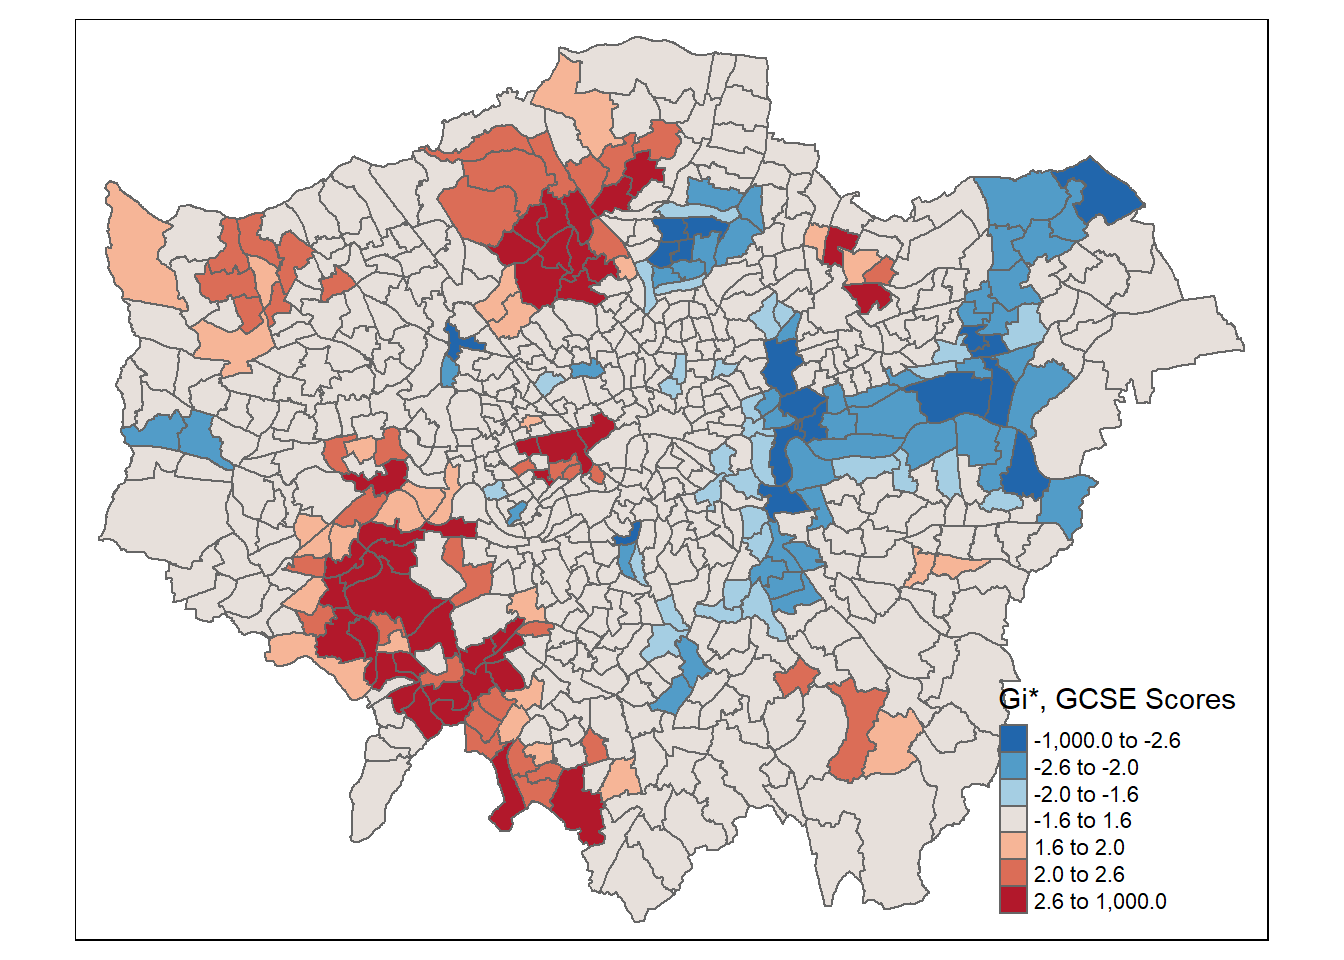 Gi*, GCSE Scores
-1,000.0 to -2.6
-2.6 to -2.0
-2.0 to -1.6
-1.6 to 1.6
1.6 to 2.0
2.0 to 2.6
2.6 to 1,000.0